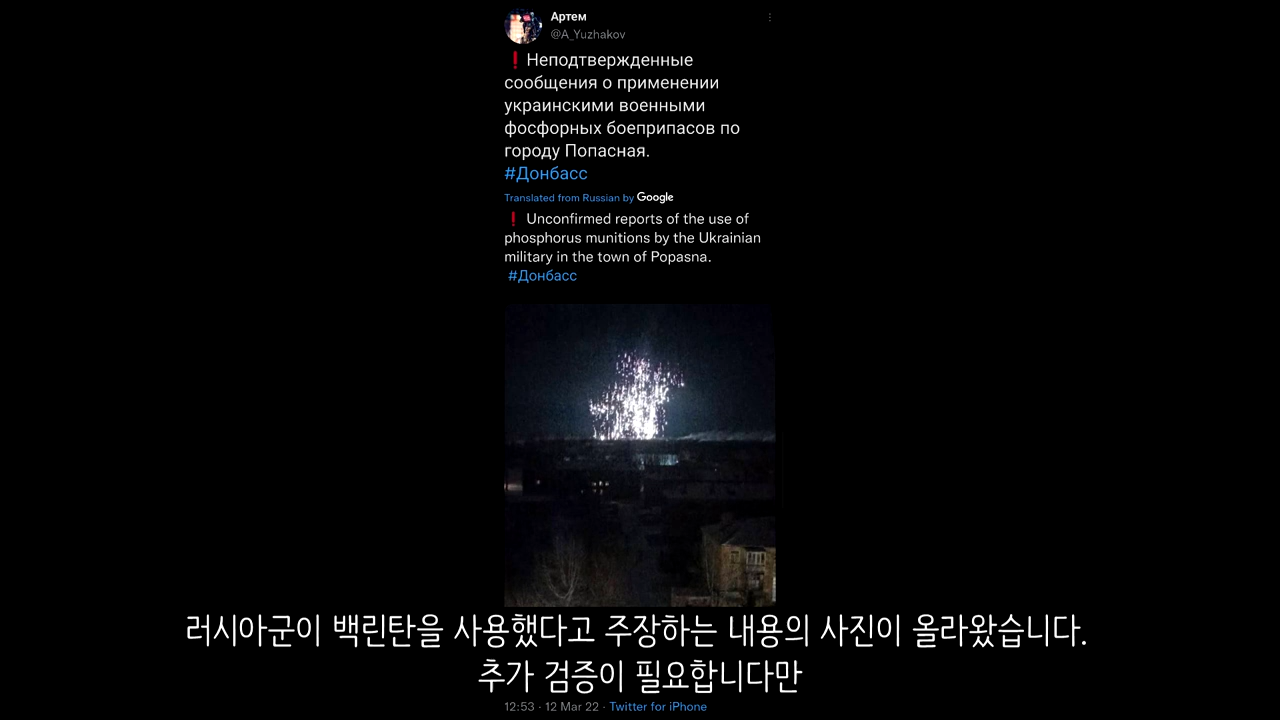 Артем
@A_Yuzhakov
❗Неподтвержденные
сообщения о применении
украинскими военными
фосфорных боеприпасов по
городу Попасная.
#Донбасс
Translated from Russian by Google
❗ Unconfirmed reports of the use of
phosphorus munitions by the Ukrainian
military in the town of Popasna.
#Донбасс
러시아군이 백린탄을 사용했다고 주장하는 내용의 사진이 올라왔습니다.
추가 검증이 필요합니다만
12:53 · 12 Mar 22 · Twitter for iPhone